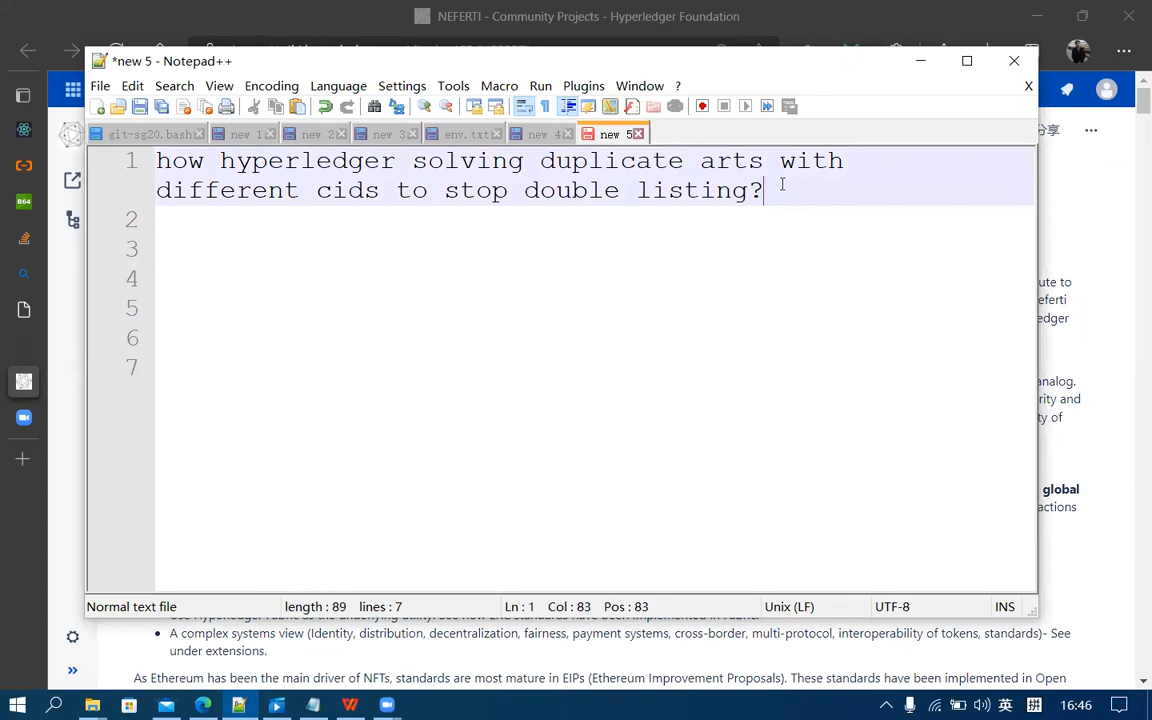 NEFERTI - Community Projects - Hyperledger Foundation
*new 5 - Notepad++
File Edit Search View Encoding Language Settings Tools Macro Run Plugins Window ? X
git-sg20.bash new 1 new 2 new 3 env.txt new 4 new 5
分享
1 how hyperledger solving duplicate arts with
different cids to stop double listing?
2
3
4
5
6
7
ute to
eferti
edger
analog.
rity and
ty of
global
actions
Normal text file length : 89 lines : 7 Ln : 1 Col : 83 Pos : 83 Unix (LF) UTF-8 INS
A complex systems view (Identity, distribution, decentralization, fairness, payment systems, cross-border, multi-protocol, interoperability of tokens, standards)- See
under extensions.
As Ethereum has been the main driver of NFTs, standards are most mature in EIPs (Ethereum Improvement Proposals). These standards have been implemented in Open
B64
英 拼 16:46